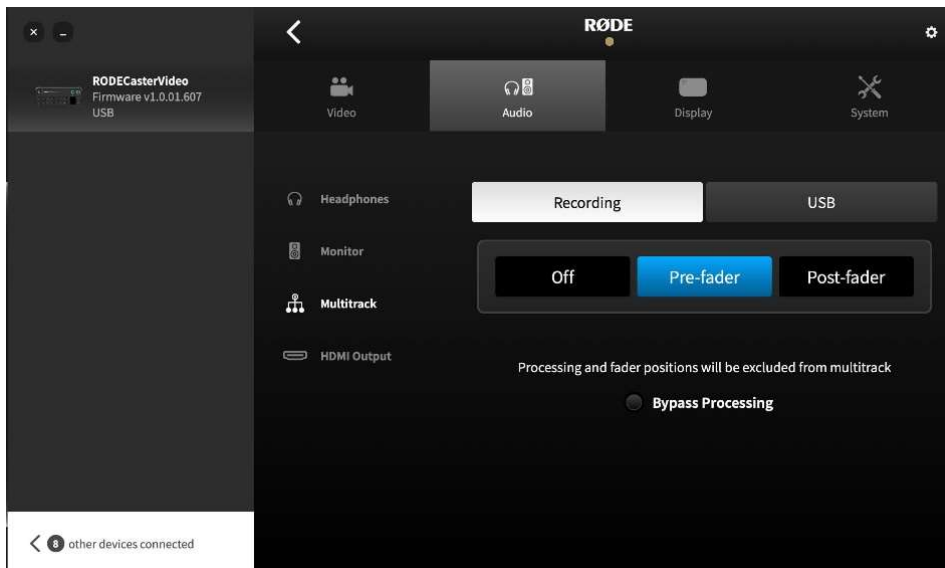 RØDE
RODECasterVideo
Firmware v1.0.01.607
USB
Video
Audio
Display
System
Headphones
Monitor
Multitrack
HDMI Output
Recording
USB
Off
Pre-fader
Post-fader
Processing and fader positions will be excluded from multitrack
Bypass Processing
8 other devices connected